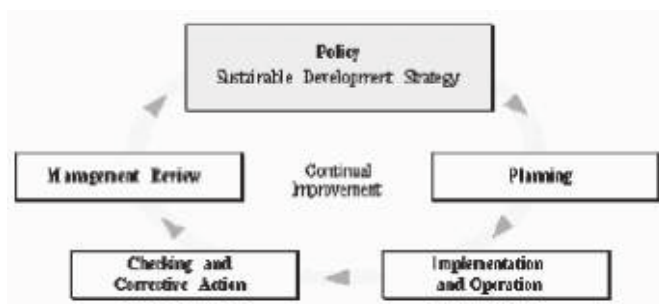 Policy
Sustainable Development Strategy
Management Review
Continual
Improvement
Planning
Checking and
Corrective Action
Implementation
and Operation